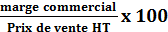 marge commercial
Prix de vente HT
x 100